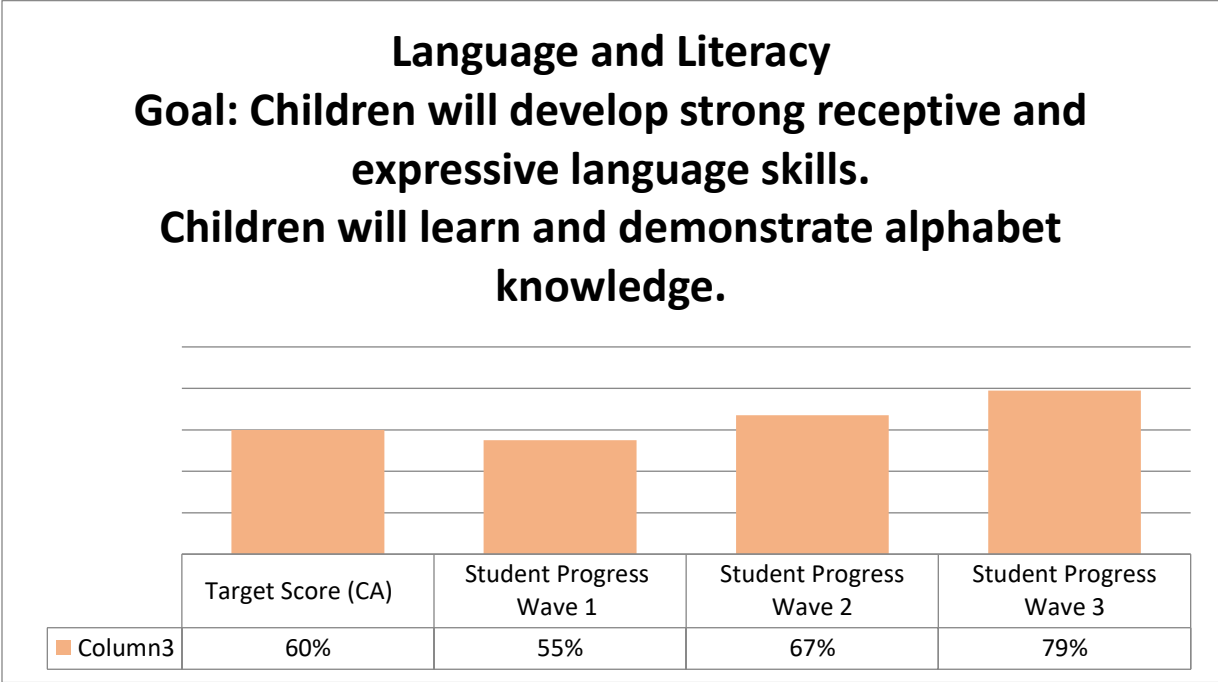 Language and Literacy
Goal: Children will develop strong receptive and
expressive language skills.
Children will learn and demonstrate alphabet
knowledge.
Target Score (CA)
Student Progress
Wave 1
Student Progress
Wave 2
Student Progress
Wave 3
Column3 60% 55% 67% 79%